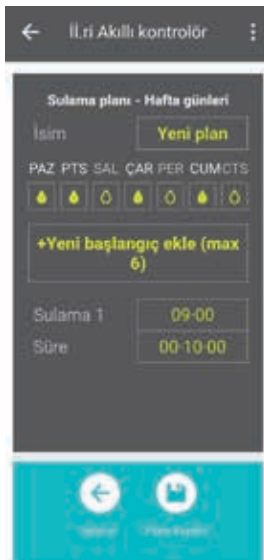 İİ.ri Akıllı kontrolör
Sulama planı - Hafta günleri
İsim Yeni plan
PAZ PTS SAL ÇAR PER CUM CTS
+Yeni başlangıç ekle (max
6)
Sulama 1 09-00
Süre 00-10-00